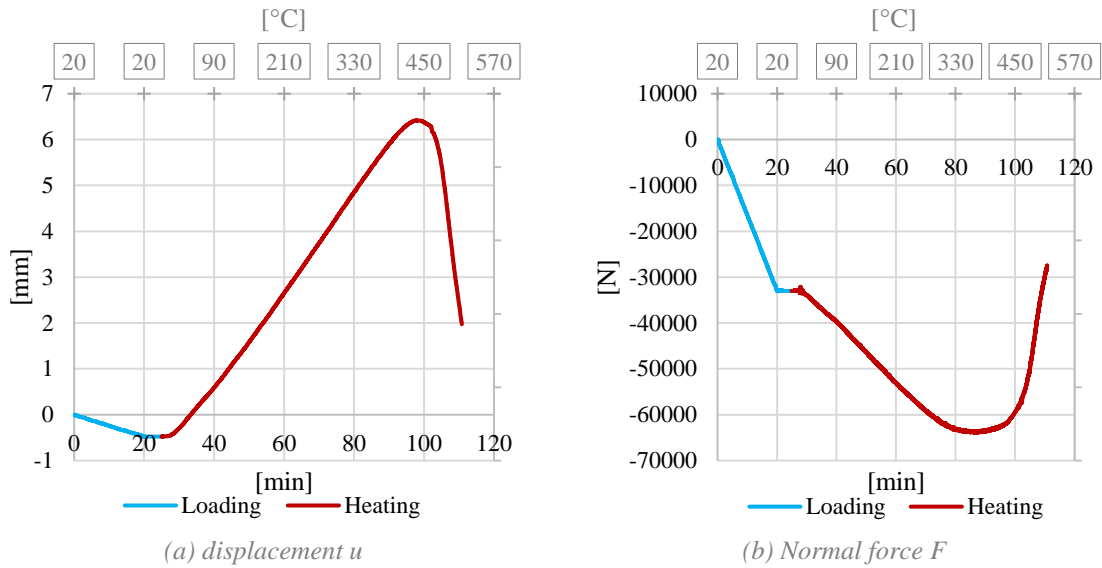 [°C]
20 20 90 210 330 450 570
7
6
5
4
3
2
1
0
-1
[mm]
0 20 40 60 80 100 120
[min]
Loading Heating
(a) displacement u
[°C]
20 20 90 210 330 450 570
10000
0
-10000
-20000
-30000
-40000
-50000
-60000
-70000
[N]
0 20 40 60 80 100 120
[min]
Loading Heating
(b) Normal force F